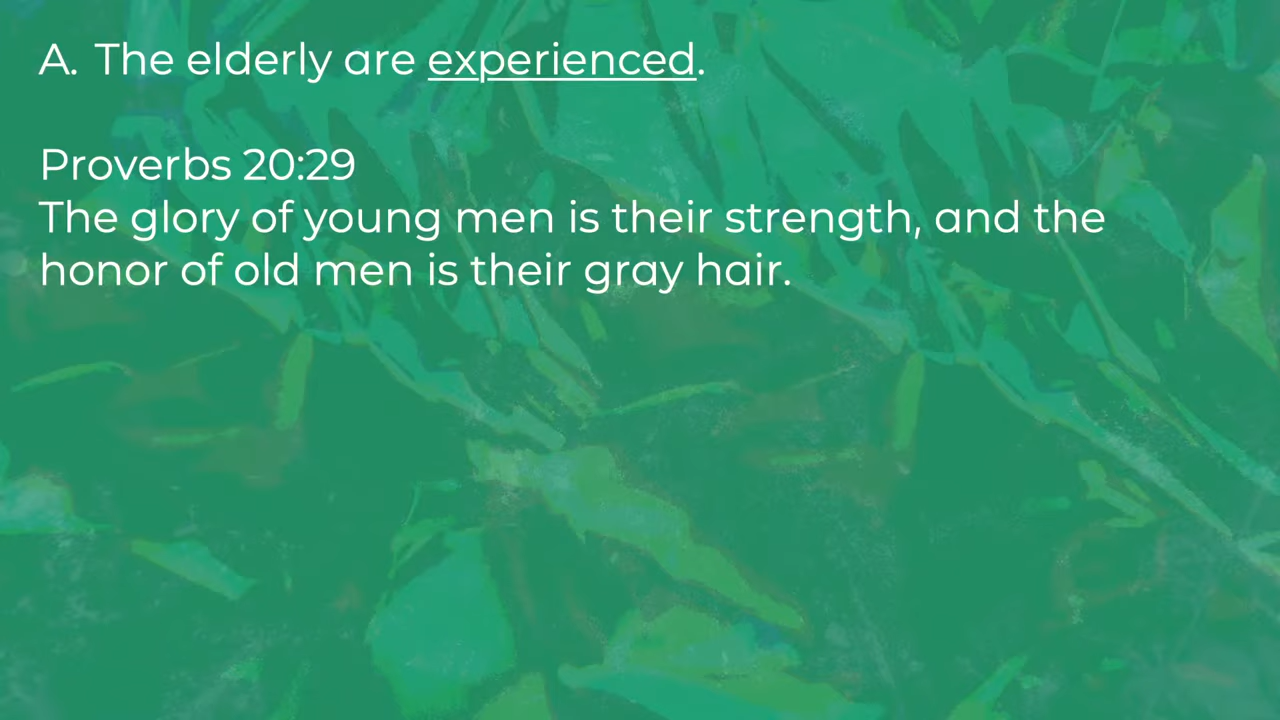 A. The elderly are experienced.
Proverbs 20:29
The glory of young men is their strength, and the
honor of old men is their gray hair.